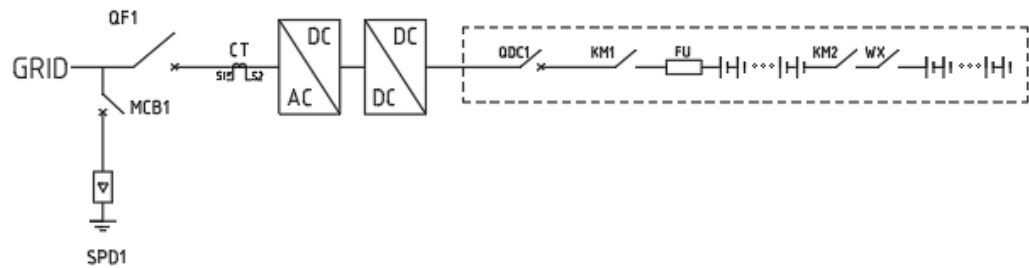 QF1
GRID
CT
S1 S2
DC
AC
DC
DC
QDC1
KM1
FU
KM2
WX
MCB1
SPD1